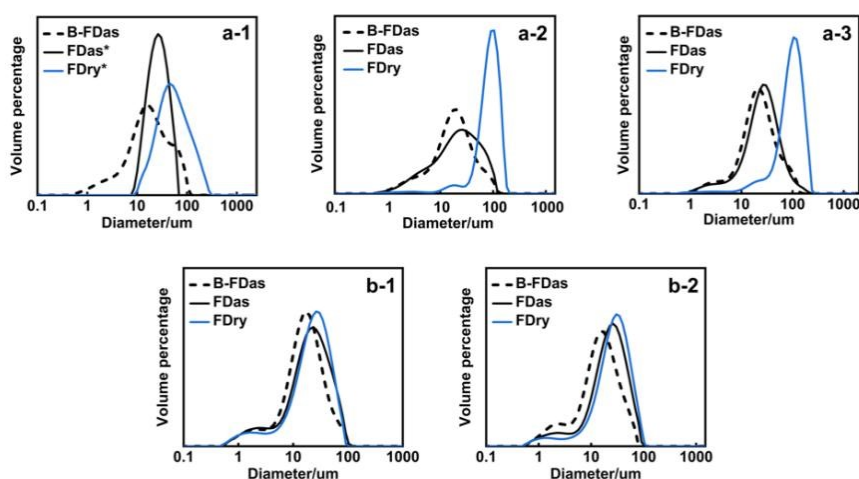 B-FDas
FDas*
FDry*
a-1
Volume percentage
0.1 1 10 100 1000
Diameter/um
B-FDas
FDas
FDry
a-2
Volume percentage
0.1 1 10 100 1000
Diameter/um
B-FDas
FDas
FDry
a-3
Volume percentage
0.1 1 10 100 1000
Diameter/um
B-FDas
FDas
FDry
b-1
Volume percentage
0.1 1 10 100 1000
Diameter/um
B-FDas
FDas
FDry
b-2
Volume percentage
0.1 1 10 100 1000
Diameter/um